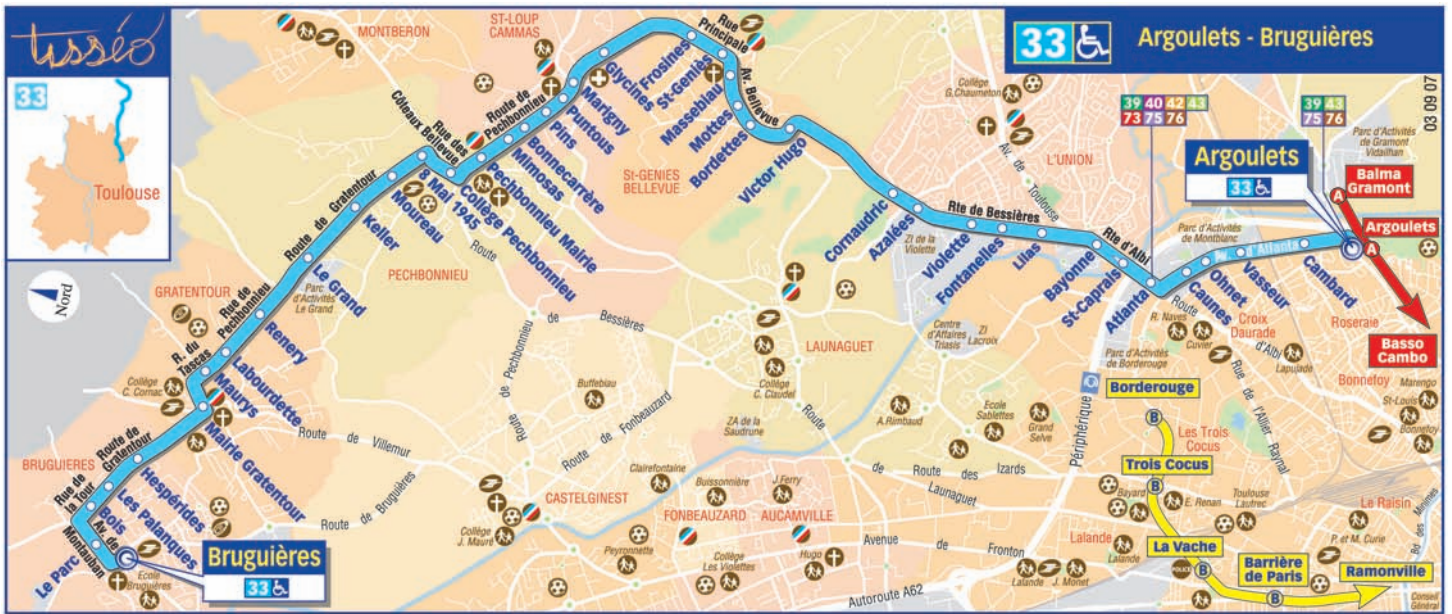 tisséo
33
Toulouse
Nord
33 Argoulets - Bruguières
03 09 07
39 40 42 43
73 75 76
39 43
75 76
Argoulets
33
Balma
Gramont
Argoulets
Basso
Cambo
A
A
Bruguières
33
Le Parc
Bois
Les Palanques
Hespérides
Mairie Gratentour
Maurys
Labourdette
Renery
Le Grand
Keller
Moureau
8 Mai
1945
Collège Pechbonnieu
Pechbonnieu Mairie
Mimosas
Bonnecarrère
Pins
Puntous
Marigny
Glycines
Frosines
St-Geniès
Massebiau
Mottes
Bordettes
Victor Hugo
Cornaudric
Azalées
Violette
Fontanelles
Lilas
Bayonne
St-Caprais
Atlanta
Caunes
Ohnet
Vasseur
Cambard
Av. de
Montauban
Rue de
la Tour
Route de
Gratentour
R. du
Tascas
Rue de
Pechbonnieu
Route de Gratentour
Côteaux Bellevue
Rue des
Route de
Pechbonnieu
Rue
Principale
Av. Bellevue
Rte de Bessières
Rte d'Albi
Av. d'Atlanta
MONTBERON
ST-LOUP
CAMMAS
St-GENIES
BELLEVUE
PECHBONNIEU
GRATENTOUR
BRUGUIERES
CASTELGINEST
FONBEAUZARD
AUCAMVILLE
LAUNAGUET
L'UNION
Croix
Daurade
Roseraie
Bonnefoy
Les Trois
Cocus
Lalande
Le Raisin
Parc
d'Activités
Le Grand
Collège
C. Cornac
Ecole
Bruguières
Route de Villemur
Route de Bruguières
Route
de
Pechbonnieu
Route de
Route de Fonbeauzard
de Bessières
Route
Buffebiau
Collège
J. Mauré
Clairefontaine
Peyronnette
Buissonnière
J. Ferry
Collège
Les Violettes
Hugo
ZA de la
Saudrune
Collège
C. Claudel
A. Rimbaud
Ecole
Sablettes
Grand
Selve
Centre
d'Affaires
Triasis
ZI
Lacroix
ZI de la
Violette
Collège
G. Chaumeton
Av. de Toulouse
Parc d'Activités
de Montblanc
Parc d'Activités
de Gramont
Vidailhan
Parc d'Activités
de Borderouge
Périphérique
Route
d'Albi
R. Naves
Cuvier
Lapujade
Rue de l'Allier Raynal
Marengo
St-Louis
Bonnefoy
de Route des Izards
Launaguet
Avenue de Fronton
Autoroute A62
Lalande
J. Monet
Lalande
Bayard
E. Renan
Toulouse
Lautrec
P. et M. Curie
Bd des Minimes
Conseil
Général
POLICE
Borderouge
B
Trois Cocus
B
La Vache
B
Barrière
de Paris
B
Ramonville